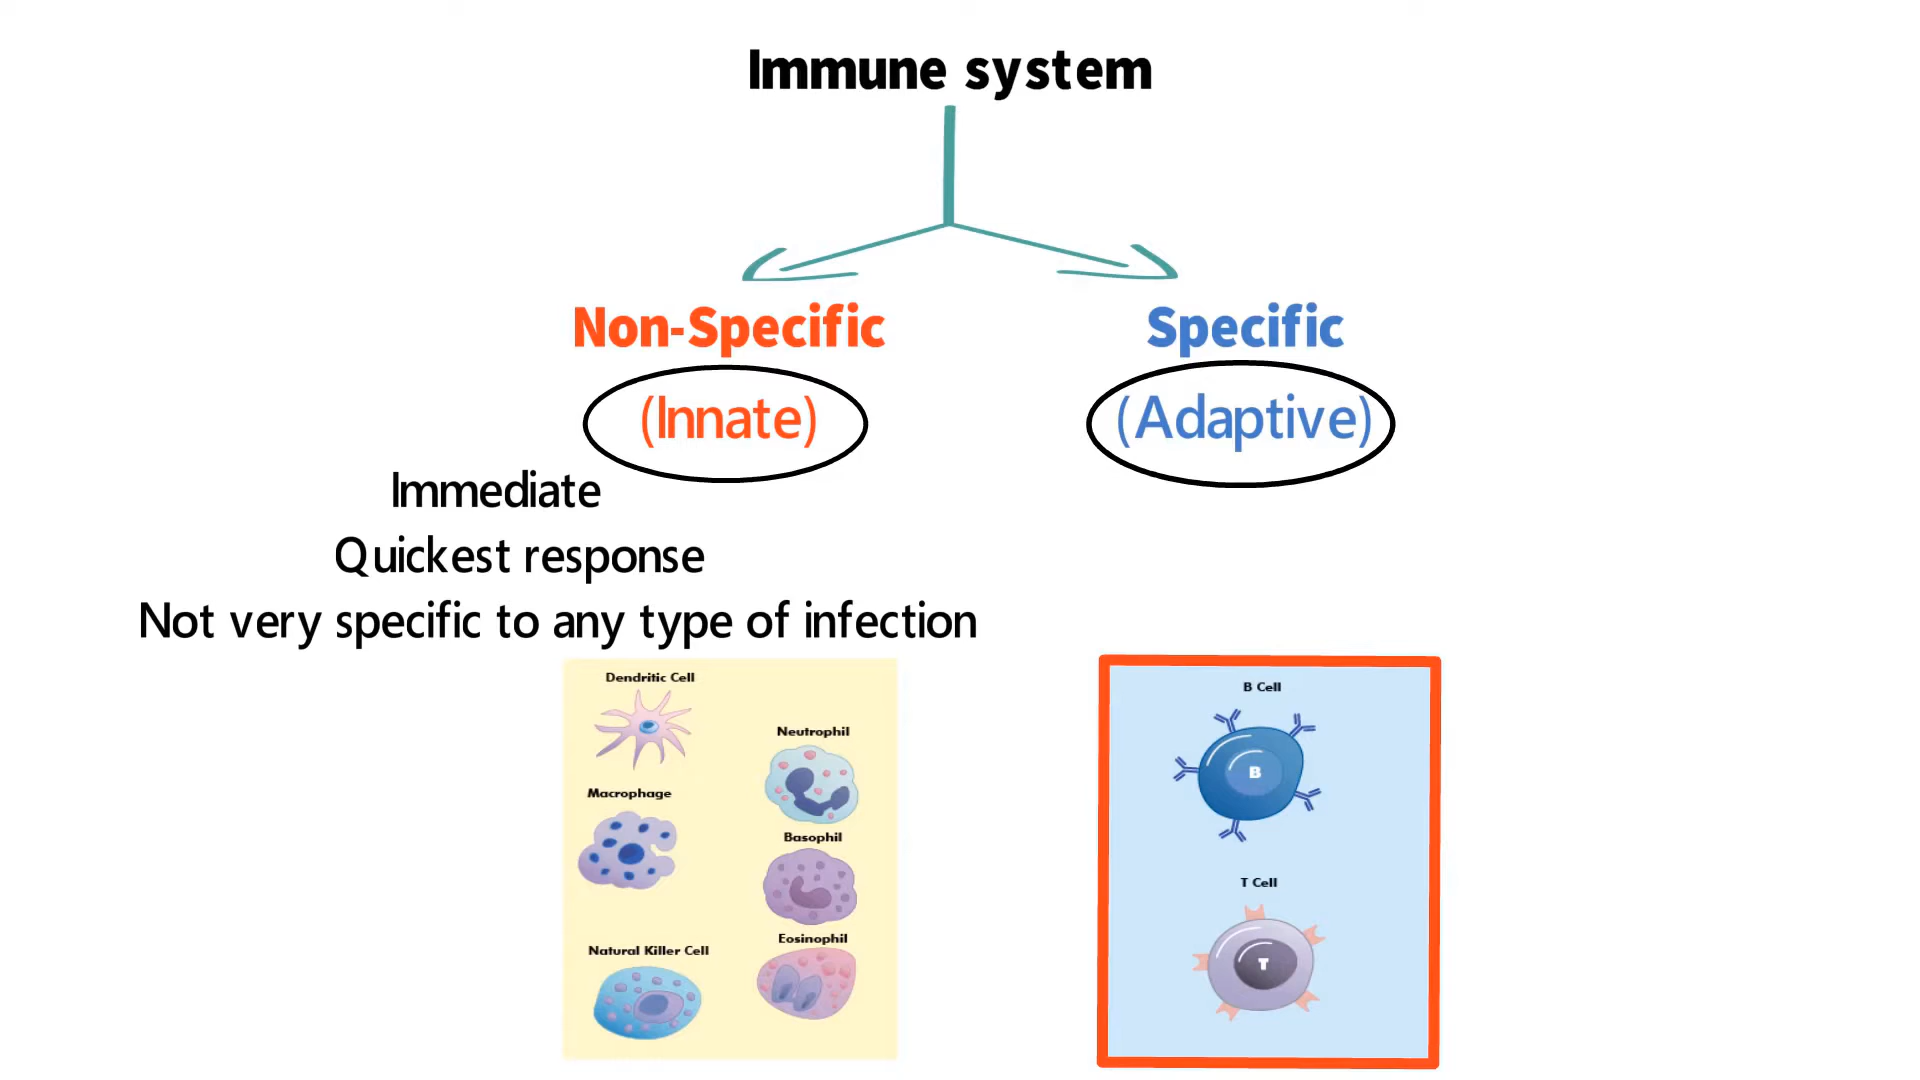 Immune system
Non-Specific
Specific
(Innate)
(Adaptive)
Immediate
Quickest response
Not very specific to any type of infection
Dendritic Cell
Neutrophil
Macrophage
Basophil
Natural Killer Cell
Eosinophil
B Cell
B
T Cell
T